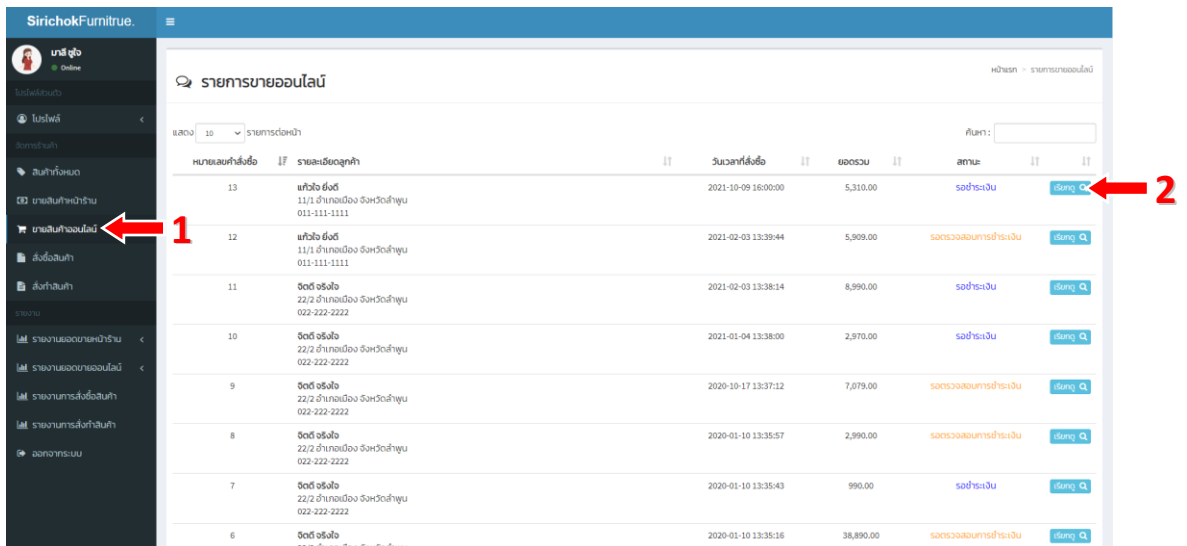 SirichokFurnitrue.
มาลี ชูใจ
Online
โปรไฟล์ส่วนตัว
โปรไฟล์
จัดการร้านค้า
สินค้าทั้งหมด
ขายสินค้าหน้าร้าน
ขายสินค้าออนไลน์
1
สั่งซื้อสินค้า
สั่งทำสินค้า
รายงาน
รายงานยอดขายหน้าร้าน
รายงานยอดขายออนไลน์
รายงานการสั่งซื้อสินค้า
รายงานการสั่งทำสินค้า
ออกจากระบบ
รายการขายออนไลน์
หน้าแรก > รายการขายออนไลน์
แสดง 10 รายการต่อหน้า
ค้นหา :
หมายเลขคำสั่งซื้อ รายละเอียดลูกค้า วันเวลาที่สั่งซื้อ ยอดรวม สถานะ
13 แก้วใจ ยิ่งดี 2021-10-09 16:00:00 5,310.00 รอชำระเงิน เรียกดู 2
11/1 อำเภอเมือง จังหวัดลำพูน
011-111-1111
12 แก้วใจ ยิ่งดี 2021-02-03 13:39:44 5,909.00 รอตรวจสอบการชำระเงิน เรียกดู
11/1 อำเภอเมือง จังหวัดลำพูน
011-111-1111
11 จิตดี จริงใจ 2021-02-03 13:38:14 8,990.00 รอชำระเงิน เรียกดู
22/2 อำเภอเมือง จังหวัดลำพูน
022-222-2222
10 จิตดี จริงใจ 2021-01-04 13:38:00 2,970.00 รอชำระเงิน เรียกดู
22/2 อำเภอเมือง จังหวัดลำพูน
022-222-2222
9 จิตดี จริงใจ 2020-10-17 13:37:12 7,079.00 รอตรวจสอบการชำระเงิน เรียกดู
22/2 อำเภอเมือง จังหวัดลำพูน
022-222-2222
8 จิตดี จริงใจ 2020-01-10 13:35:57 2,990.00 รอตรวจสอบการชำระเงิน เรียกดู
22/2 อำเภอเมือง จังหวัดลำพูน
022-222-2222
7 จิตดี จริงใจ 2020-01-10 13:35:43 990.00 รอชำระเงิน เรียกดู
22/2 อำเภอเมือง จังหวัดลำพูน
022-222-2222
6 จิตดี จริงใจ 2020-01-10 13:35:16 38,890.00 รอตรวจสอบการชำระเงิน เรียกดู